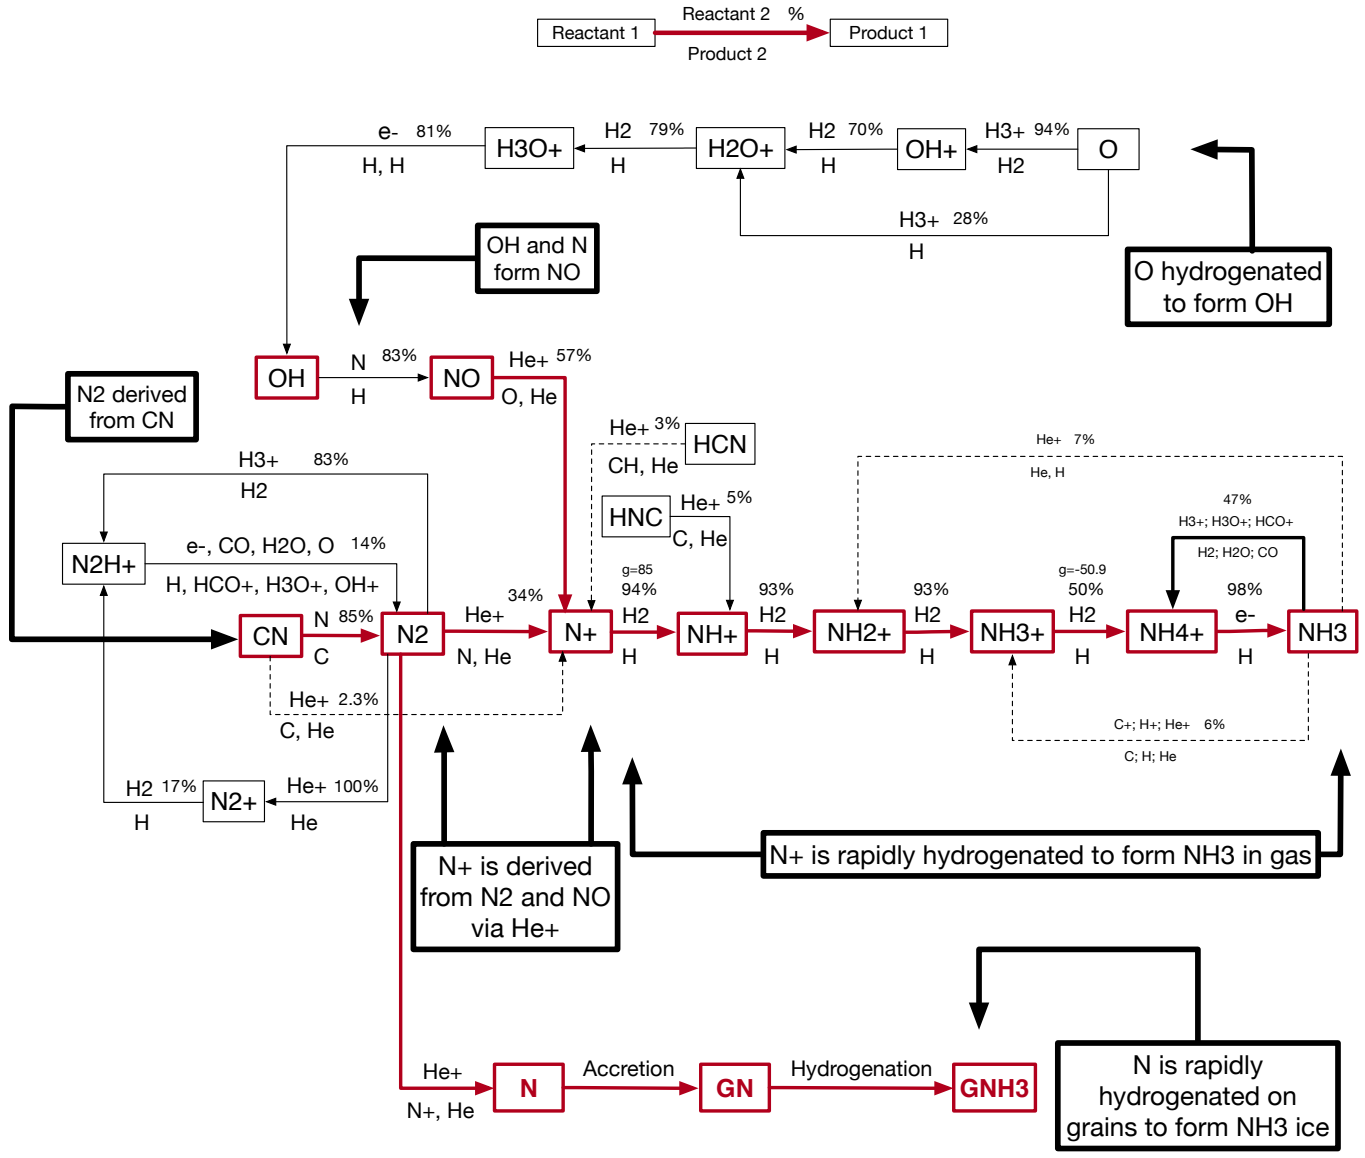 Reactant 2 %
Reactant 1
Product 1
Product 2
e- 81%
H, H
H3O+
H2 79%
H
H2O+
H2 70%
H
OH+
H3+ 94%
H2
O
H3+ 28%
H
OH and N
form NO
O hydrogenated
to form OH
OH
N 83%
H
NO
He+ 57%
O, He
N2 derived
from CN
He+ 3%
CH, He
HCN
He+ 7%
He, H
H3+ 83%
H2
HNC
He+ 5%
C, He
47%
H3+; H3O+; HCO+
H2; H2O; CO
N2H+
e-, CO, H2O, O 14%
H, HCO+, H3O+, OH+
CN
N 85%
C
N2
He+ 34%
N, He
N+
g=85
94%
H2
H
NH+
93%
H2
H
NH2+
93%
H2
H
NH3+
g=-50.9
50%
H2
H
NH4+
98%
e-
H
NH3
He+ 2.3%
C, He
C+; H+; He+ 6%
C; H; He
H2 17%
H
N2+
He+ 100%
He
N+ is derived
from N2 and NO
via He+
N+ is rapidly hydrogenated to form NH3 in gas
He+
N+, He
N
Accretion
GN
Hydrogenation
GNH3
N is rapidly
hydrogenated on
grains to form NH3 ice